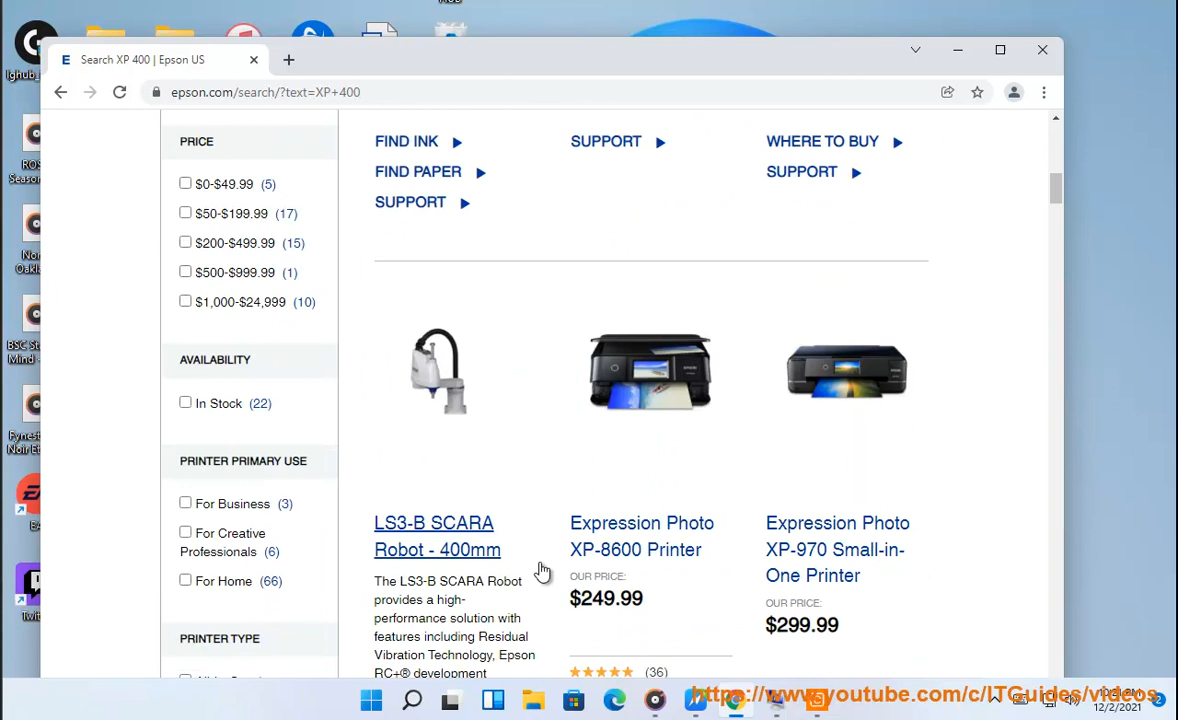 lghub_
Search XP 400 | Epson US
epson.com/search/?text=XP+400
PRICE
$0-$49.99 (5)
$50-$199.99 (17)
$200-$499.99 (15)
$500-$999.99 (1)
$1,000-$24,999 (10)
AVAILABILITY
In Stock (22)
PRINTER PRIMARY USE
For Business (3)
For Creative
Professionals (6)
For Home (66)
PRINTER TYPE
FIND INK
FIND PAPER
SUPPORT
SUPPORT
WHERE TO BUY
SUPPORT
LS3-B SCARA
Robot - 400mm
The LS3-B SCARA Robot
provides a high-
performance solution with
features including Residual
Vibration Technology, Epson
RC+® development
Expression Photo
XP-8600 Printer
OUR PRICE:
$249.99
(36)
Expression Photo
XP-970 Small-in-
One Printer
OUR PRICE:
$299.99
https://www.youtube.com/c/ITGuides/videos
12/2/2021
2